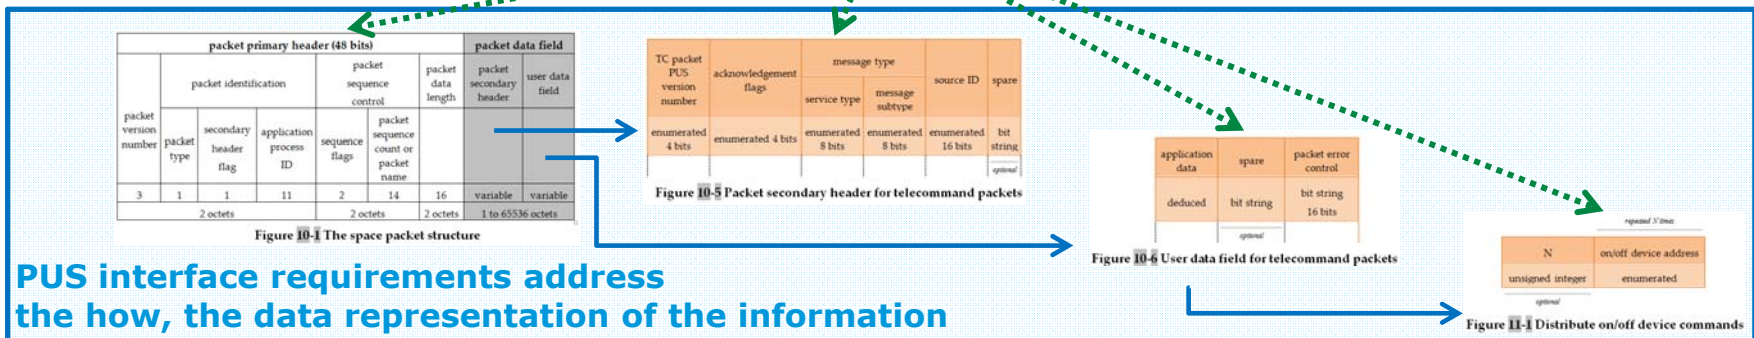 packet primary header (48 bits)
packet data field
packet version number
packet identification
packet sequence control
packet data length
packet secondary header
user data field
packet type
secondary header flag
application process ID
sequence flags
packet sequence count or packet name
3 1 1 11 2 14 16 variable variable
2 octets 2 octets 2 octets 1 to 65536 octets
Figure 10-1 The space packet structure
TC packet PUS version number
acknowledgement flags
message type
service type
message subtype
source ID
spare
enumerated 4 bits
enumerated 4 bits
enumerated 8 bits
enumerated 8 bits
enumerated 16 bits
bit string
optional
Figure 10-5 Packet secondary header for telecommand packets
application data
spare
packet error control
deduced
bit string
bit string 16 bits
optional
Figure 10-6 User data field for telecommand packets
repeated N times
N
on/off device address
unsigned integer
enumerated
optional
Figure 11-1 Distribute on/off device commands
PUS interface requirements address
the how, the data representation of the information